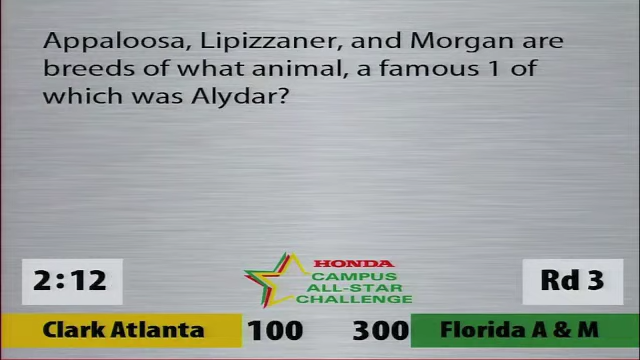 Appaloosa, Lipizzaner, and Morgan are
breeds of what animal, a famous 1 of
which was Alydar?
2:12
HONDA
CAMPUS
ALL-STAR
CHALLENGE
Rd 3
Clark Atlanta 100 300 Florida A & M